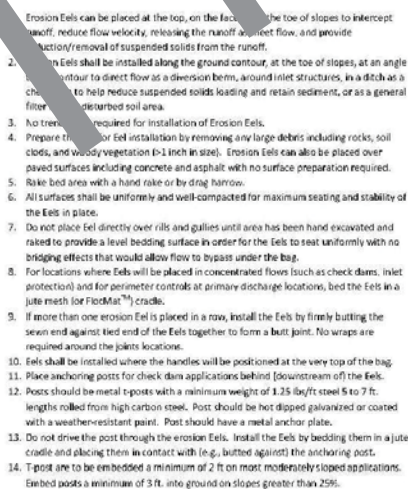 Erosion Eels can be placed at the top, on the the toe of slopes to intercept
runoff, reduce flow velocity, releasing the runoff as sheet flow, and provide
reduction/removal of suspended solids from the runoff.
2. Eels shall be installed along the ground contour, at the toe of slopes, at an angle
contour to direct flow as a diversion berm, around inlet structures, in a ditch as a
to help reduce suspended solids loading and retain sediment, or as a general
filter disturbed soil area.
3. No required for installation of Erosion Eels.
4. Prepare for Eel installation by removing any large debris including rocks, soil
clods, and woody vegetation (>1 inch in size). Erosion Eels can also be placed over
paved surfaces including concrete and asphalt with no surface preparation required.
5. Rake bed area with a hand rake or by drag harrow.
6. All surfaces shall be uniformly and well-compacted for maximum seating and stability of
the Eels in place.
7. Do not place Eel directly over rills and gullies until area has been hand excavated and
raked to provide a level bedding surface in order for the Eels to seat uniformly with no
bridging effects that would allow flow to bypass under the bag.
8. For locations where Eels will be placed in concentrated flows (such as check dams, inlet
protection) and for perimeter controls at primary discharge locations, bed the Eels in a
jute mesh (or FlocMat™) cradle.
9. If more than one erosion Eel is placed in a row, install the Eels by firmly butting the
sewn end against tied end of the Eels together to form a butt joint. No wraps are
required around the joints locations.
10. Eels shall be installed where the handles will be positioned at the very top of the bag.
11. Place anchoring posts for check dam applications behind (downstream of) the Eels.
12. Posts should be metal t-posts with a minimum weight of 1.25 lbs/ft steel 5 to 7 ft.
lengths rolled from high carbon steel. Post should be hot dipped galvanized or coated
with a weather-resistant paint. Post should have a metal anchor plate.
13. Do not drive the post through the erosion Eels. Install the Eels by bedding them in a jute
cradle and placing them in contact with (e.g., butted against) the anchoring post.
14. T-post are to be embedded a minimum of 2 ft on most moderately sloped applications.
Embed posts a minimum of 3 ft. into ground on slopes greater than 25%.